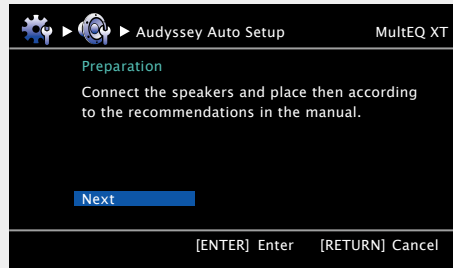 Audyssey Auto Setup MultEQ XT
Preparation
Connect the speakers and place then according
to the recommendations in the manual.
Next
[ENTER] Enter [RETURN] Cancel